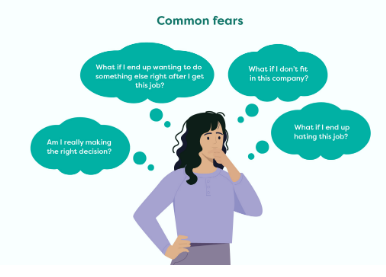 Common fears
What if I end up wanting to do
something else right after I get
this job?
What if I don't fit
in this company?
Am I really making
the right decision?
What if I end up
hating this job?